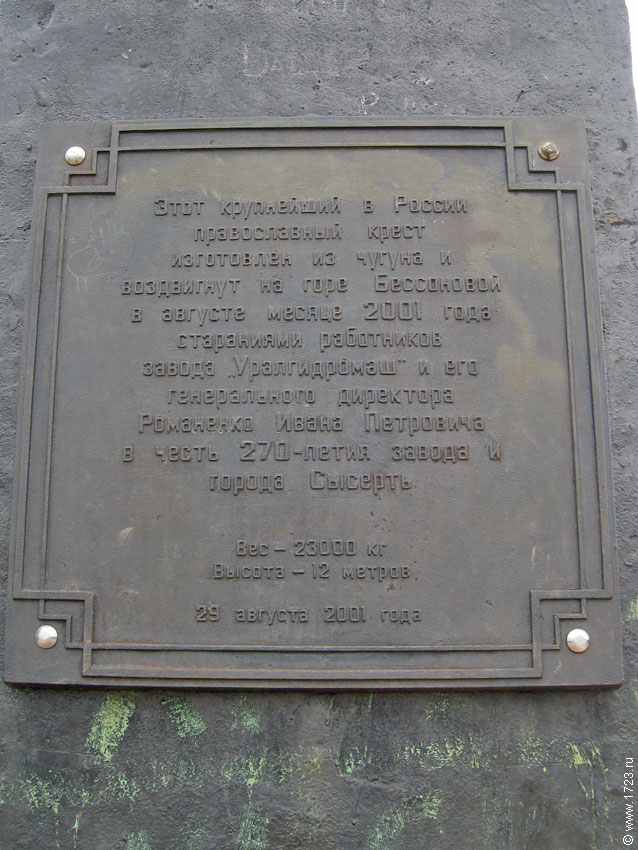 Этот крупнейший в России
православный крест
изготовлен из чугуна и
воздвигнут на горе Бессоновой
в августе месяце 2001 года
стараниями работников
завода „Уралгидромаш" и его
генерального директора
Романенко Ивана Петровича
в честь 270-летия завода и
города Сысерть
Вес – 23000 кг
Высота – 12 метров
29 августа 2001 года
© www.1723.ru